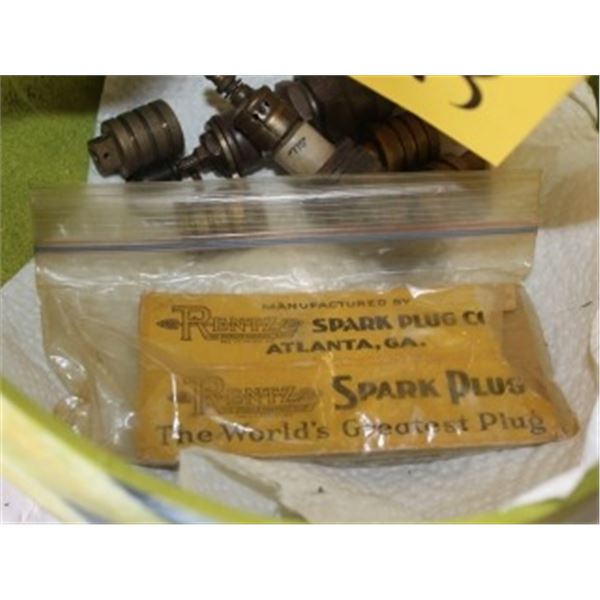 MANUFACTURED BY
RENTZ SPARK PLUG CO
ATLANTA, GA.
RENTZ SPARK PLUG
The World's Greatest Plug